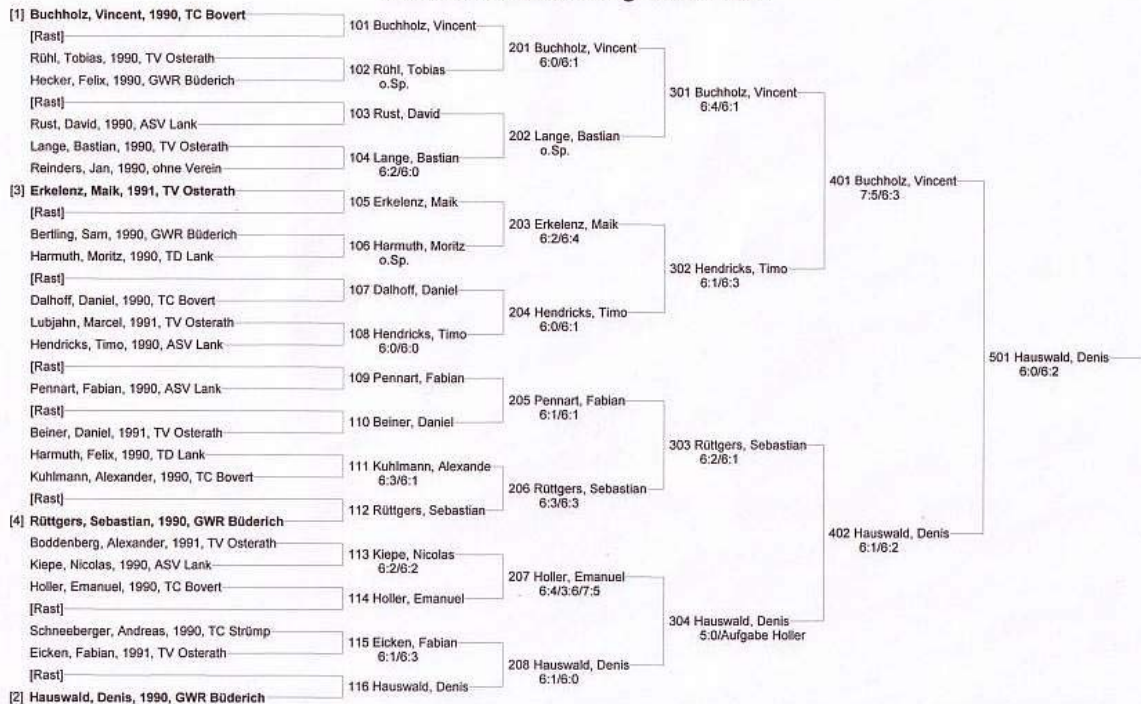 [1] Buchholz, Vincent, 1990, TC Bovert
[Rast]
Rühl, Tobias, 1990, TV Osterath
Hecker, Felix, 1990, GWR Büderich
[Rast]
Rust, David, 1990, ASV Lank
Lange, Bastian, 1990, TV Osterath
Reinders, Jan, 1990, ohne Verein
[3] Erkelenz, Maik, 1991, TV Osterath
[Rast]
Bertling, Sam, 1990, GWR Büderich
Harmuth, Moritz, 1990, TD Lank
[Rast]
Dalhoff, Daniel, 1990, TC Bovert
Lubjahn, Marcel, 1991, TV Osterath
Hendricks, Timo, 1990, ASV Lank
[Rast]
Pennart, Fabian, 1990, ASV Lank
[Rast]
Beiner, Daniel, 1991, TV Osterath
Harmuth, Felix, 1990, TD Lank
Kuhlmann, Alexander, 1990, TC Bovert
[Rast]
[4] Rüttgers, Sebastian, 1990, GWR Büderich
Boddenberg, Alexander, 1991, TV Osterath
Kiepe, Nicolas, 1990, ASV Lank
Holler, Emanuel, 1990, TC Bovert
[Rast]
Schneeberger, Andreas, 1990, TC Strümp
Eicken, Fabian, 1991, TV Osterath
[Rast]
[2] Hauswald, Denis, 1990, GWR Büderich
101 Buchholz, Vincent
102 Rühl, Tobias
o.Sp.
103 Rust, David
104 Lange, Bastian
6:2/6:0
105 Erkelenz, Maik
106 Harmuth, Moritz
o.Sp.
107 Dalhoff, Daniel
108 Hendricks, Timo
6:0/6:0
109 Pennart, Fabian
110 Beiner, Daniel
111 Kuhlmann, Alexande
6:3/6:1
112 Rüttgers, Sebastian
113 Kiepe, Nicolas
6:2/6:2
114 Holler, Emanuel
115 Eicken, Fabian
6:1/6:3
116 Hauswald, Denis
201 Buchholz, Vincent
6:0/6:1
202 Lange, Bastian
o.Sp.
203 Erkelenz, Maik
6:2/6:4
204 Hendricks, Timo
6:0/6:1
205 Pennart, Fabian
6:1/6:1
206 Rüttgers, Sebastian
6:3/6:3
207 Holler, Emanuel
6:4/3:6/7:5
208 Hauswald, Denis
6:1/6:0
301 Buchholz, Vincent
6:4/6:1
302 Hendricks, Timo
6:1/6:3
303 Rüttgers, Sebastian
6:2/6:1
304 Hauswald, Denis
5:0/Aufgabe Holler
401 Buchholz, Vincent
7:5/6:3
402 Hauswald, Denis
6:1/6:2
501 Hauswald, Denis
6:0/6:2